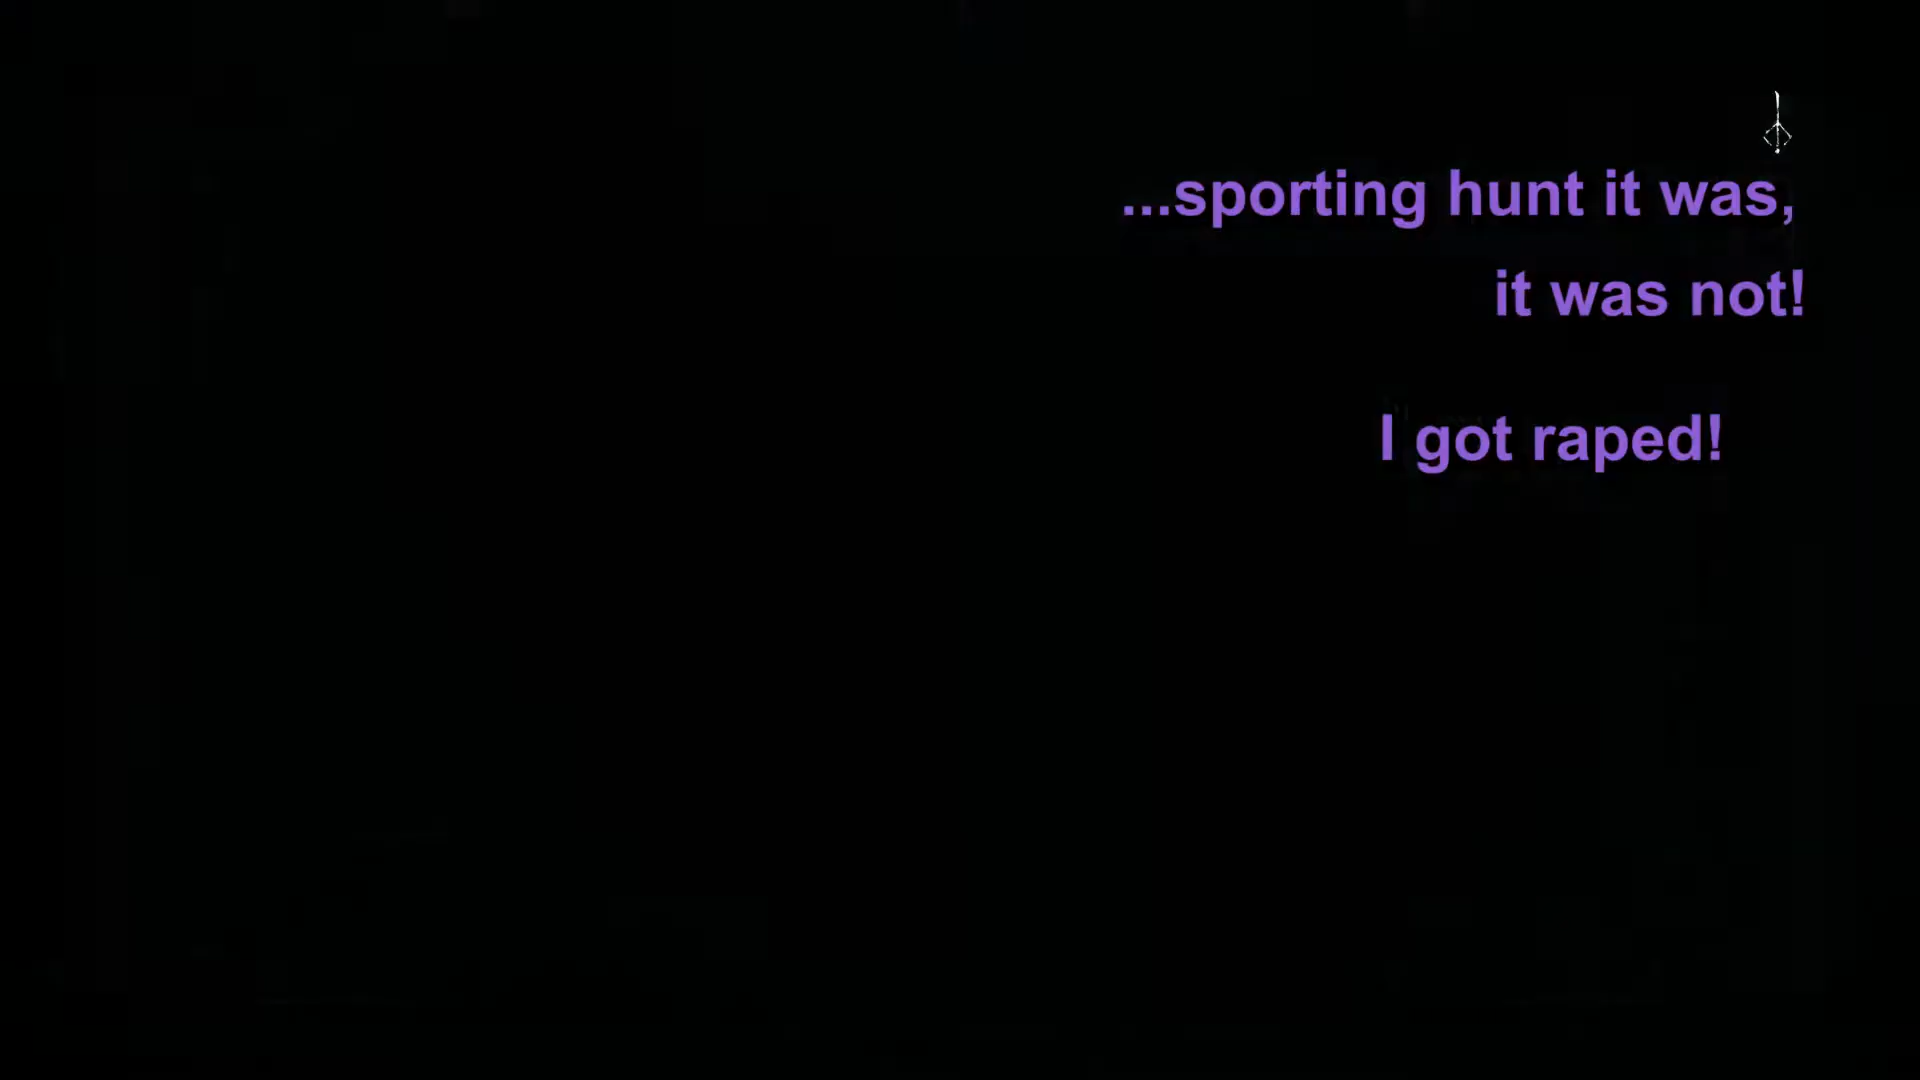 ...sporting hunt it was,
it was not!
I got raped!